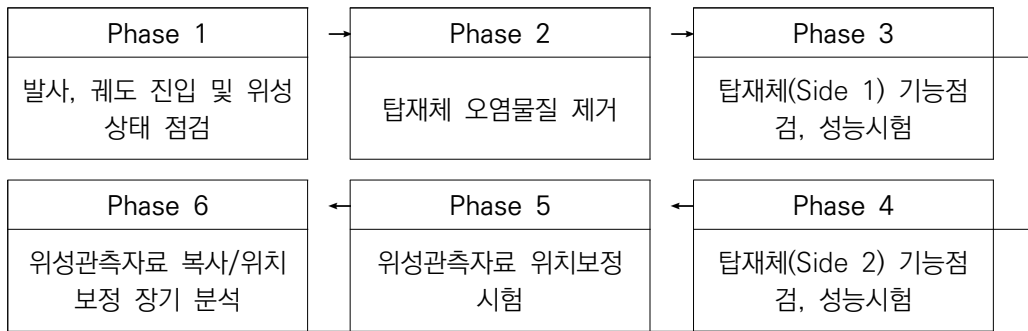 Phase 1
→
Phase 2
→
Phase 3
발사, 궤도 진입 및 위성
상태 점검
탑재체 오염물질 제거
탑재체(Side 1) 기능점
검, 성능시험
Phase 6
←
Phase 5
←
Phase 4
위성관측자료 복사/위치
보정 장기 분석
위성관측자료 위치보정
시험
탑재체(Side 2) 기능점
검, 성능시험